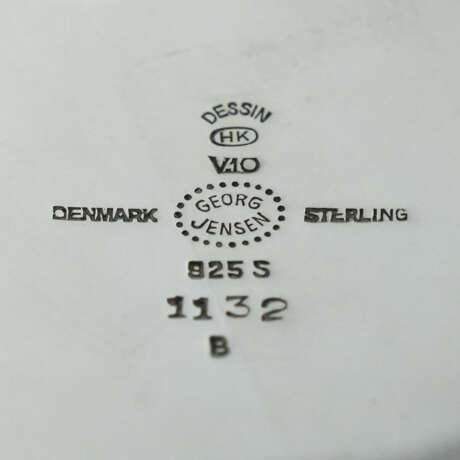 DESSIN
HK
V.10
DENMARK GEORG JENSEN STERLING
925 S
1132
B